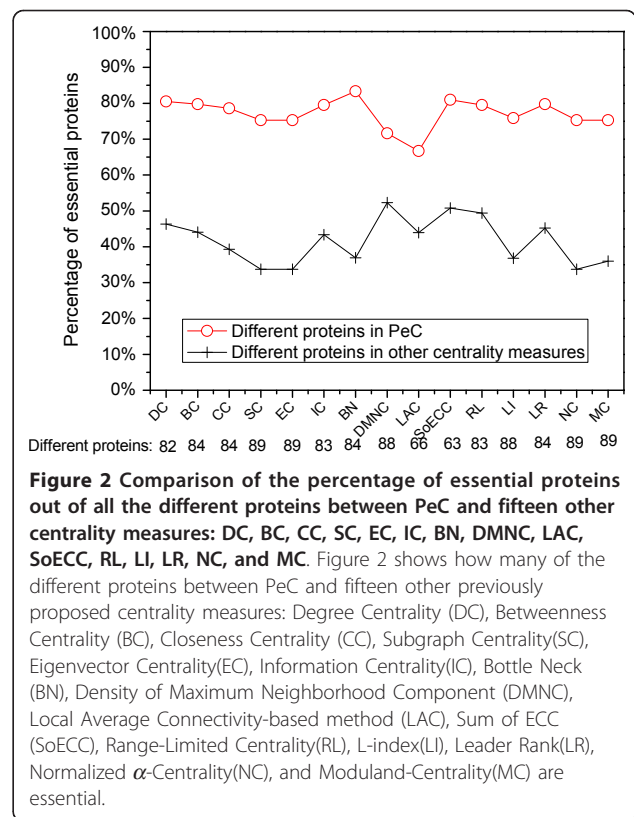 100%
90%
80%
70%
60%
50%
40%
30%
20%
10%
0%
Percentage of essential proteins
Different proteins in PeC
Different proteins in other centrality measures
DC BC CC SC EC IC BN DMNC LAC SoECC RL LI LR NC MC
Different proteins: 82 84 84 89 89 83 84 88 66 63 83 88 84 89 89
Figure 2 Comparison of the percentage of essential proteins
out of all the different proteins between PeC and fifteen other
centrality measures: DC, BC, CC, SC, EC, IC, BN, DMNC, LAC,
SoECC, RL, LI, LR, NC, and MC. Figure 2 shows how many of the
different proteins between PeC and fifteen other previously
proposed centrality measures: Degree Centrality (DC), Betweenness
Centrality (BC), Closeness Centrality (CC), Subgraph Centrality(SC),
Eigenvector Centrality(EC), Information Centrality(IC), Bottle Neck
(BN), Density of Maximum Neighborhood Component (DMNC),
Local Average Connectivity-based method (LAC), Sum of ECC
(SoECC), Range-Limited Centrality(RL), L-index(LI), Leader Rank(LR),
Normalized α-Centrality(NC), and Moduland-Centrality(MC) are
essential.